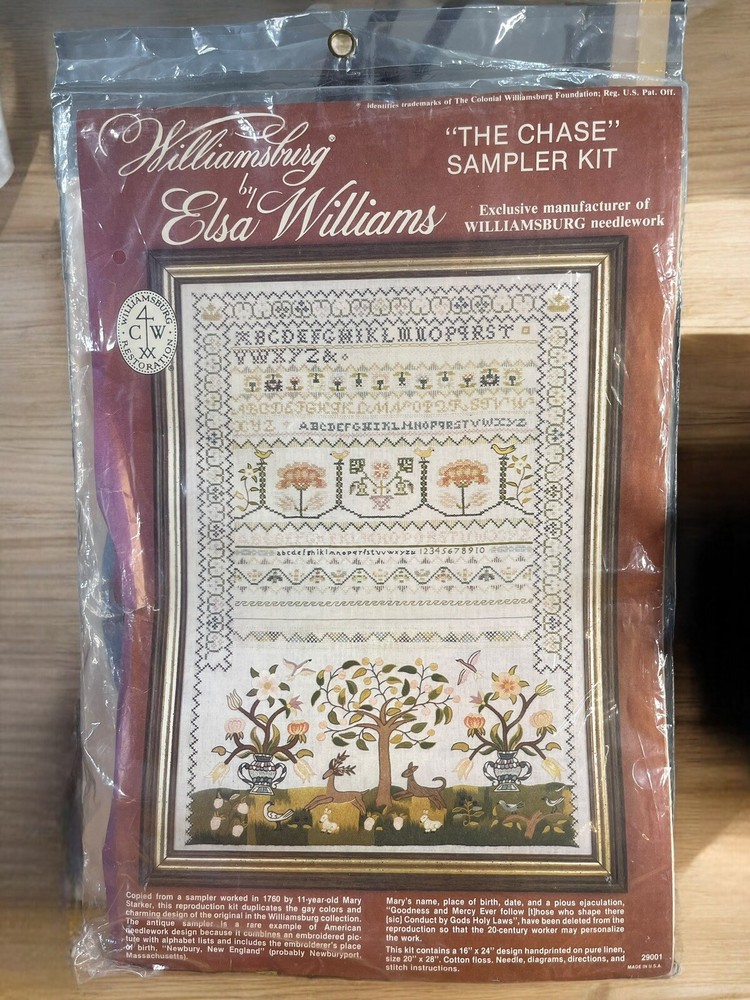 identifies trademarks of The Colonial Williamsburg Foundation; Reg. U.S. Pat. Off.
Williamsburg®
by
Elsa Williams
"THE CHASE"
SAMPLER KIT
Exclusive manufacturer of
WILLIAMSBURG needlework
WILLIAMSBURG
C W
RESTORATION
ABCDEFGHIKLMNOPQRST
VWXYZ&
ABCDEFGHIKLMNOPQRSTVW
XYZ ABCDEFGHIKLMNOPQRSTVWXYZ
abcdefghiklmnopqrstvwxyzu 12345678910
Copied from a sampler worked in 1760 by 11-year-old Mary
Starker, this reproduction kit duplicates the gay colors and
charming design of the original in the Williamsburg collection.
The antique sampler is a rare example of American
needlework design because it combines an embroidered pic-
ture with alphabet lists and includes the embroiderer's place
of birth, "Newbury, New England" (probably Newburyport,
Massachusetts).
Mary's name, place of birth, date, and a pious ejaculation,
"Goodness and Mercy Ever follow [t]hose who shape there
[sic] Conduct by Gods Holy Laws", have been deleted from the
reproduction so that the 20-century worker may personalize
the work.
This kit contains a 16" x 24" design handprinted on pure linen,
size 20" x 28". Cotton floss. Needle, diagrams, directions, and
stitch instructions.
29001
MADE IN U.S.A.